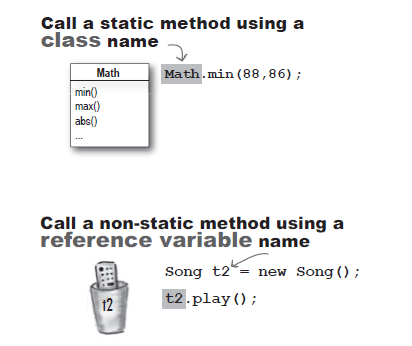 Call a static method using a
class name
Math
Math.min(88,86);
min()
max()
abs()
...
Call a non-static method using a
reference variable name
Song t2 = new Song();
t2.play();
t2